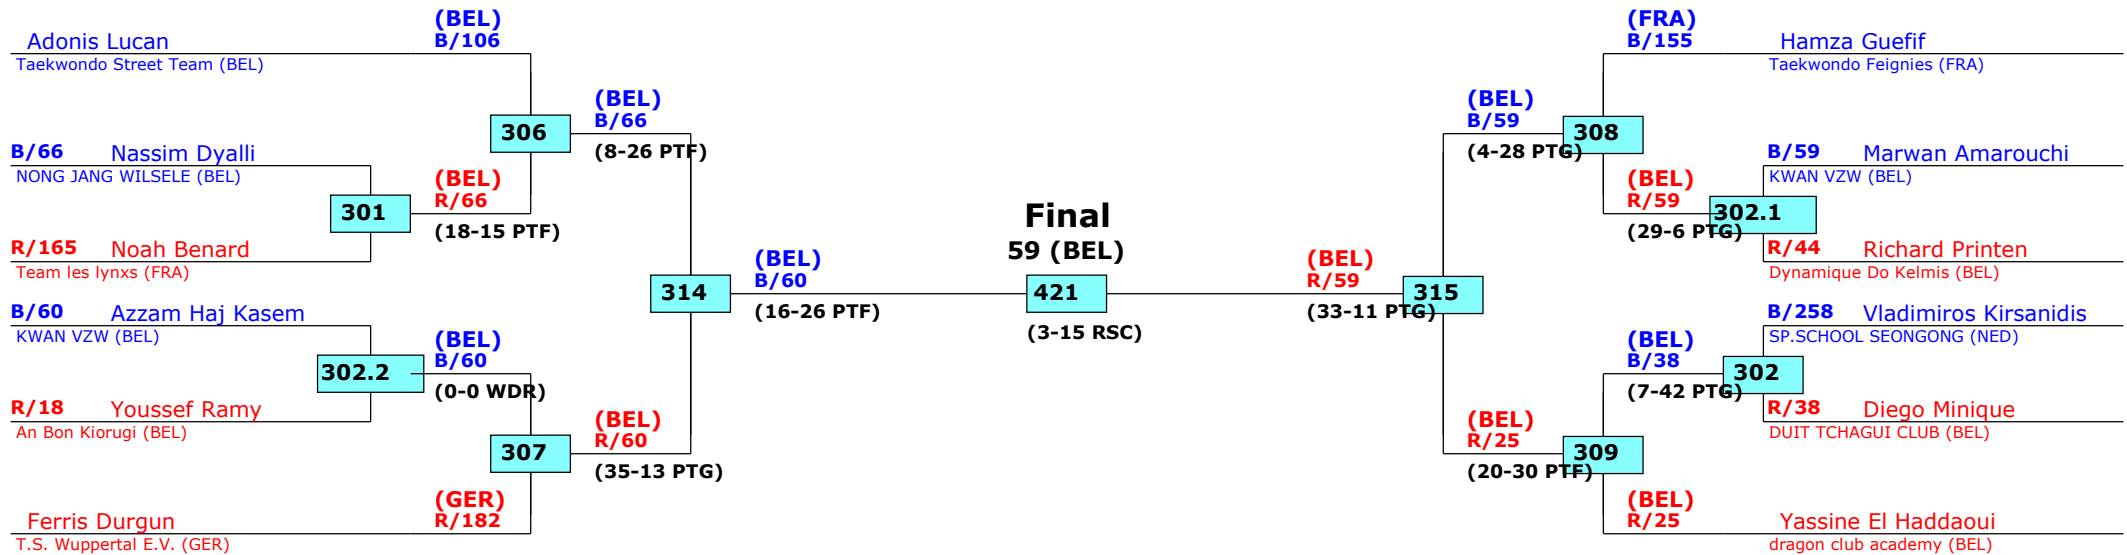 (BEL)
B/106
Adonis Lucan
Taekwondo Street Team (BEL)
306
(BEL)
B/66
(8-26 PTF)
B/66 Nassim Dyalli
NONG JANG WILSELE (BEL)
301
(BEL)
R/66
(18-15 PTF)
R/165 Noah Benard
Team les lynxs (FRA)
314
(BEL)
B/60
(16-26 PTF)
B/60 Azzam Haj Kasem
KWAN VZW (BEL)
302.2
(BEL)
B/60
(0-0 WDR)
R/18 Youssef Ramy
An Bon Kiorugi (BEL)
307
(BEL)
R/60
(35-13 PTG)
(GER)
R/182
Ferris Durgun
T.S. Wuppertal E.V. (GER)
Final
59 (BEL)
421
(3-15 RSC)
(FRA)
B/155
Hamza Guefif
Taekwondo Feignies (FRA)
(BEL)
B/59
308
(4-28 PTG)
B/59 Marwan Amarouchi
KWAN VZW (BEL)
(BEL)
R/59
302.1
(29-6 PTG)
R/44 Richard Printen
Dynamique Do Kelmis (BEL)
(BEL)
R/59
315
(33-11 PTG)
B/258 Vladimiros Kirsanidis
SP.SCHOOL SEONGONG (NED)
(BEL)
B/38
302
(7-42 PTG)
R/38 Diego Minique
DUIT TCHAGUI CLUB (BEL)
(BEL)
R/25
309
(20-30 PTF)
(BEL)
R/25
Yassine El Haddaoui
dragon club academy (BEL)